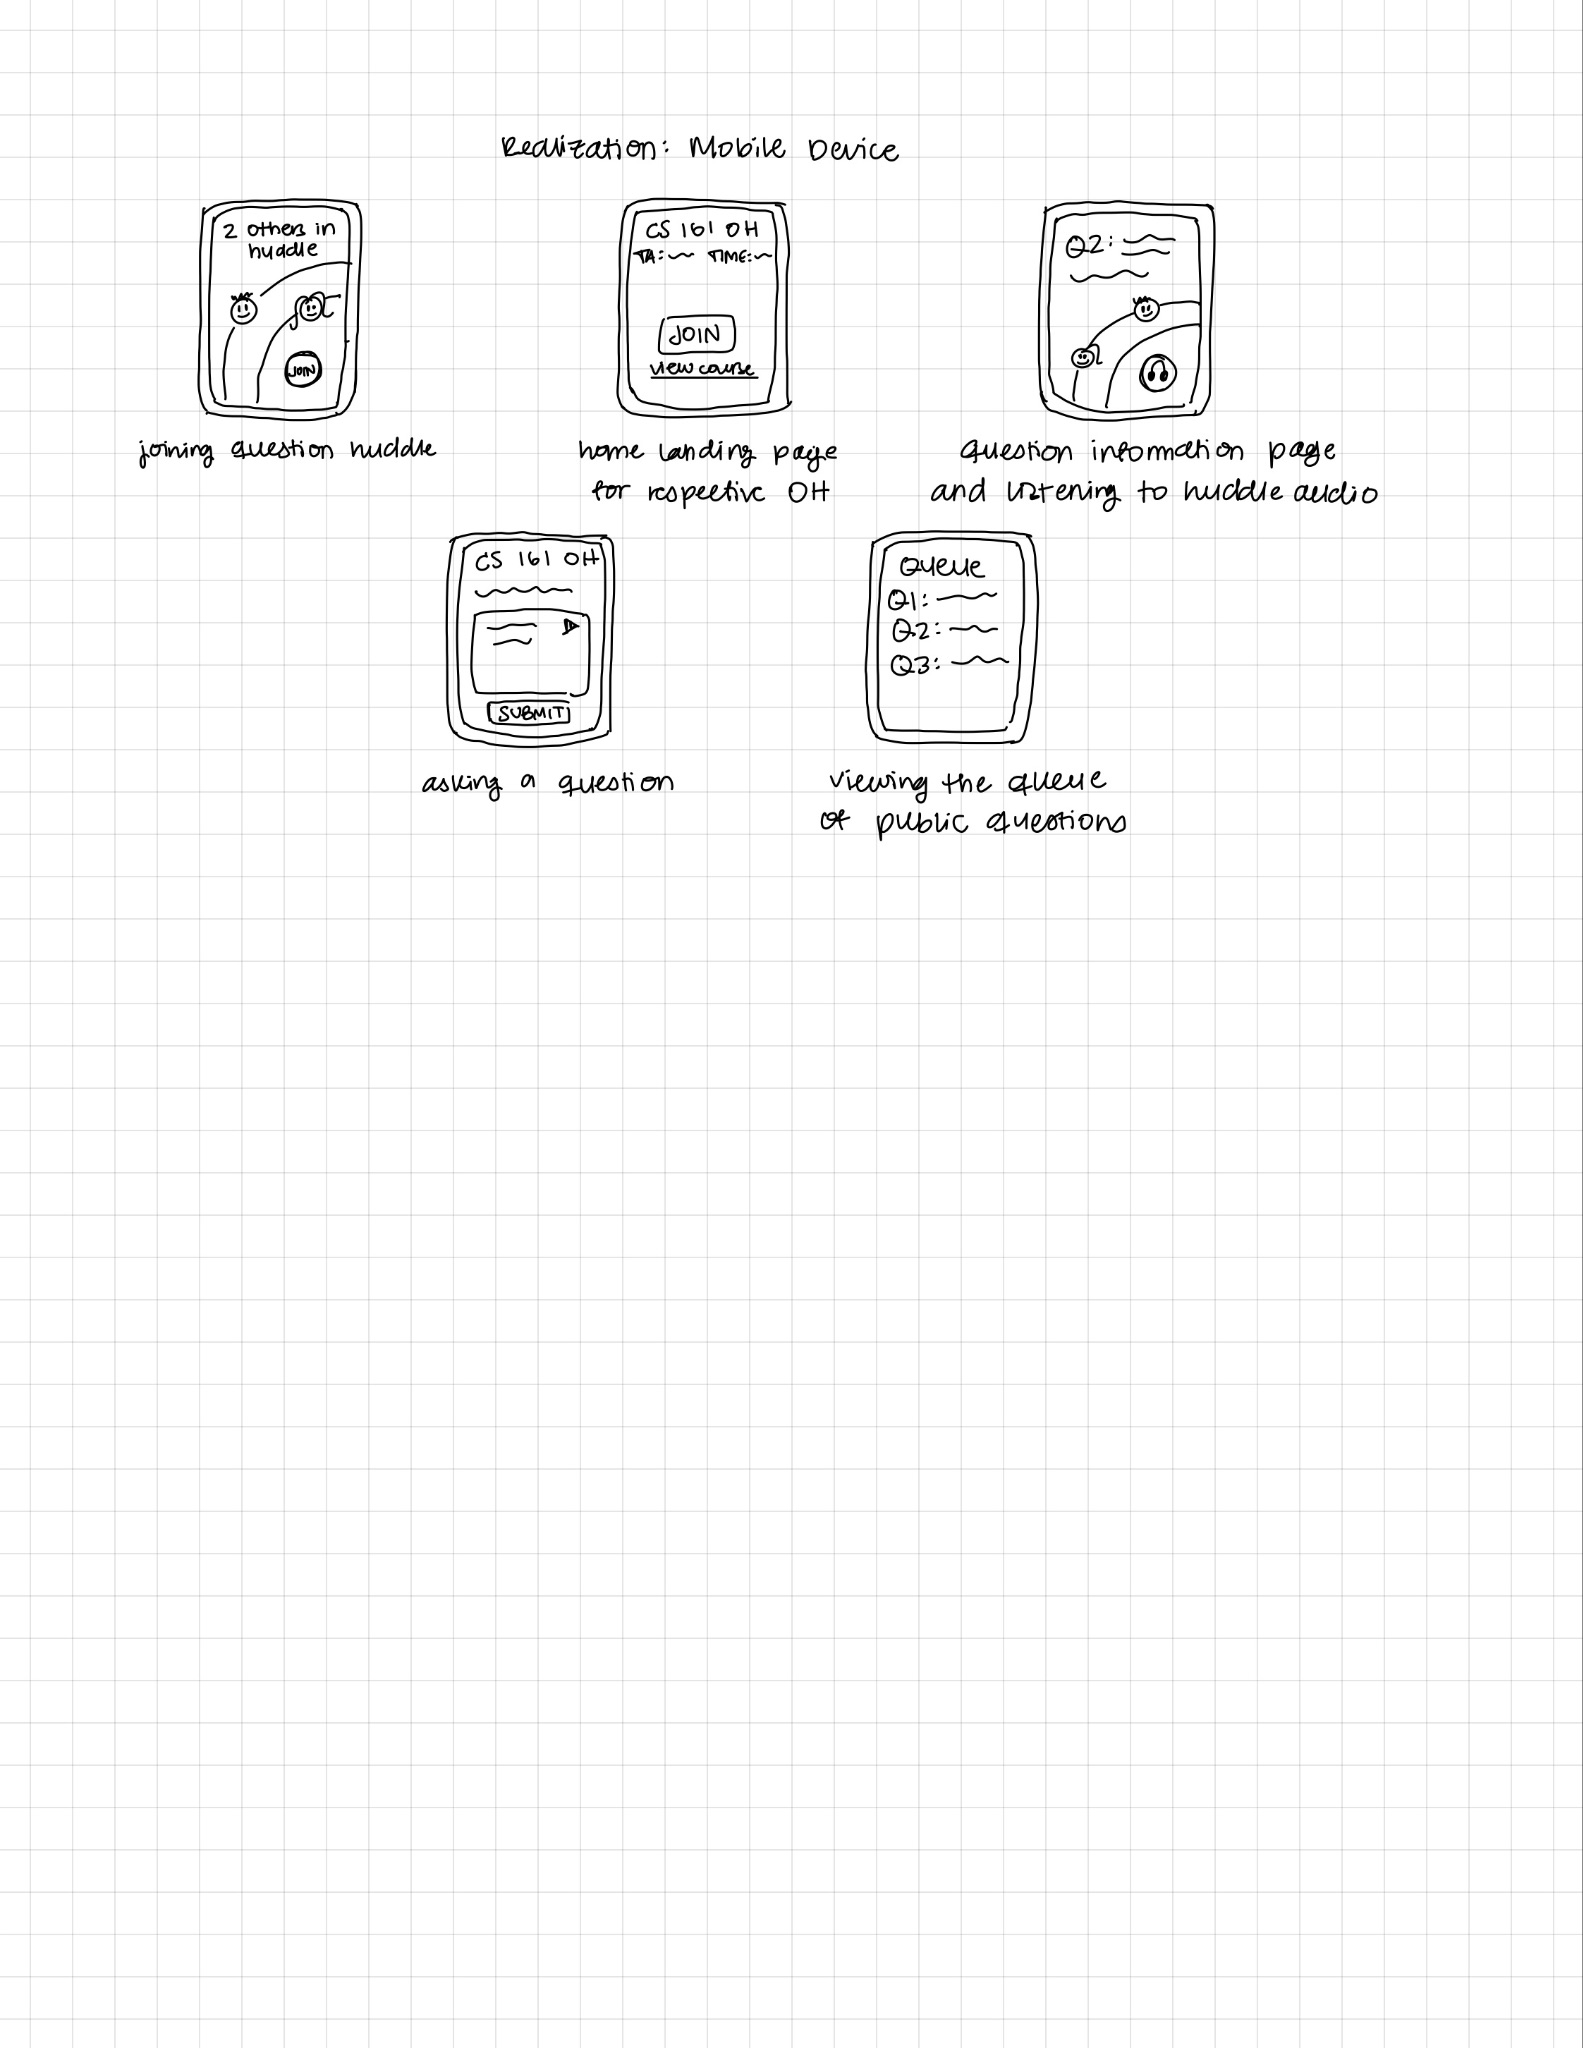 Realization: Mobile Device
2 others in
huddle
JOIN
joining question huddle
CS 161 OH
TA: TIME:
JOIN
view course
home landing page
for respective OH
Q2:
question information page
and listening to huddle audio
CS 161 OH
SUBMIT
asking a question
Queue
Q1:
Q2:
Q3:
viewing the queue
of public questions